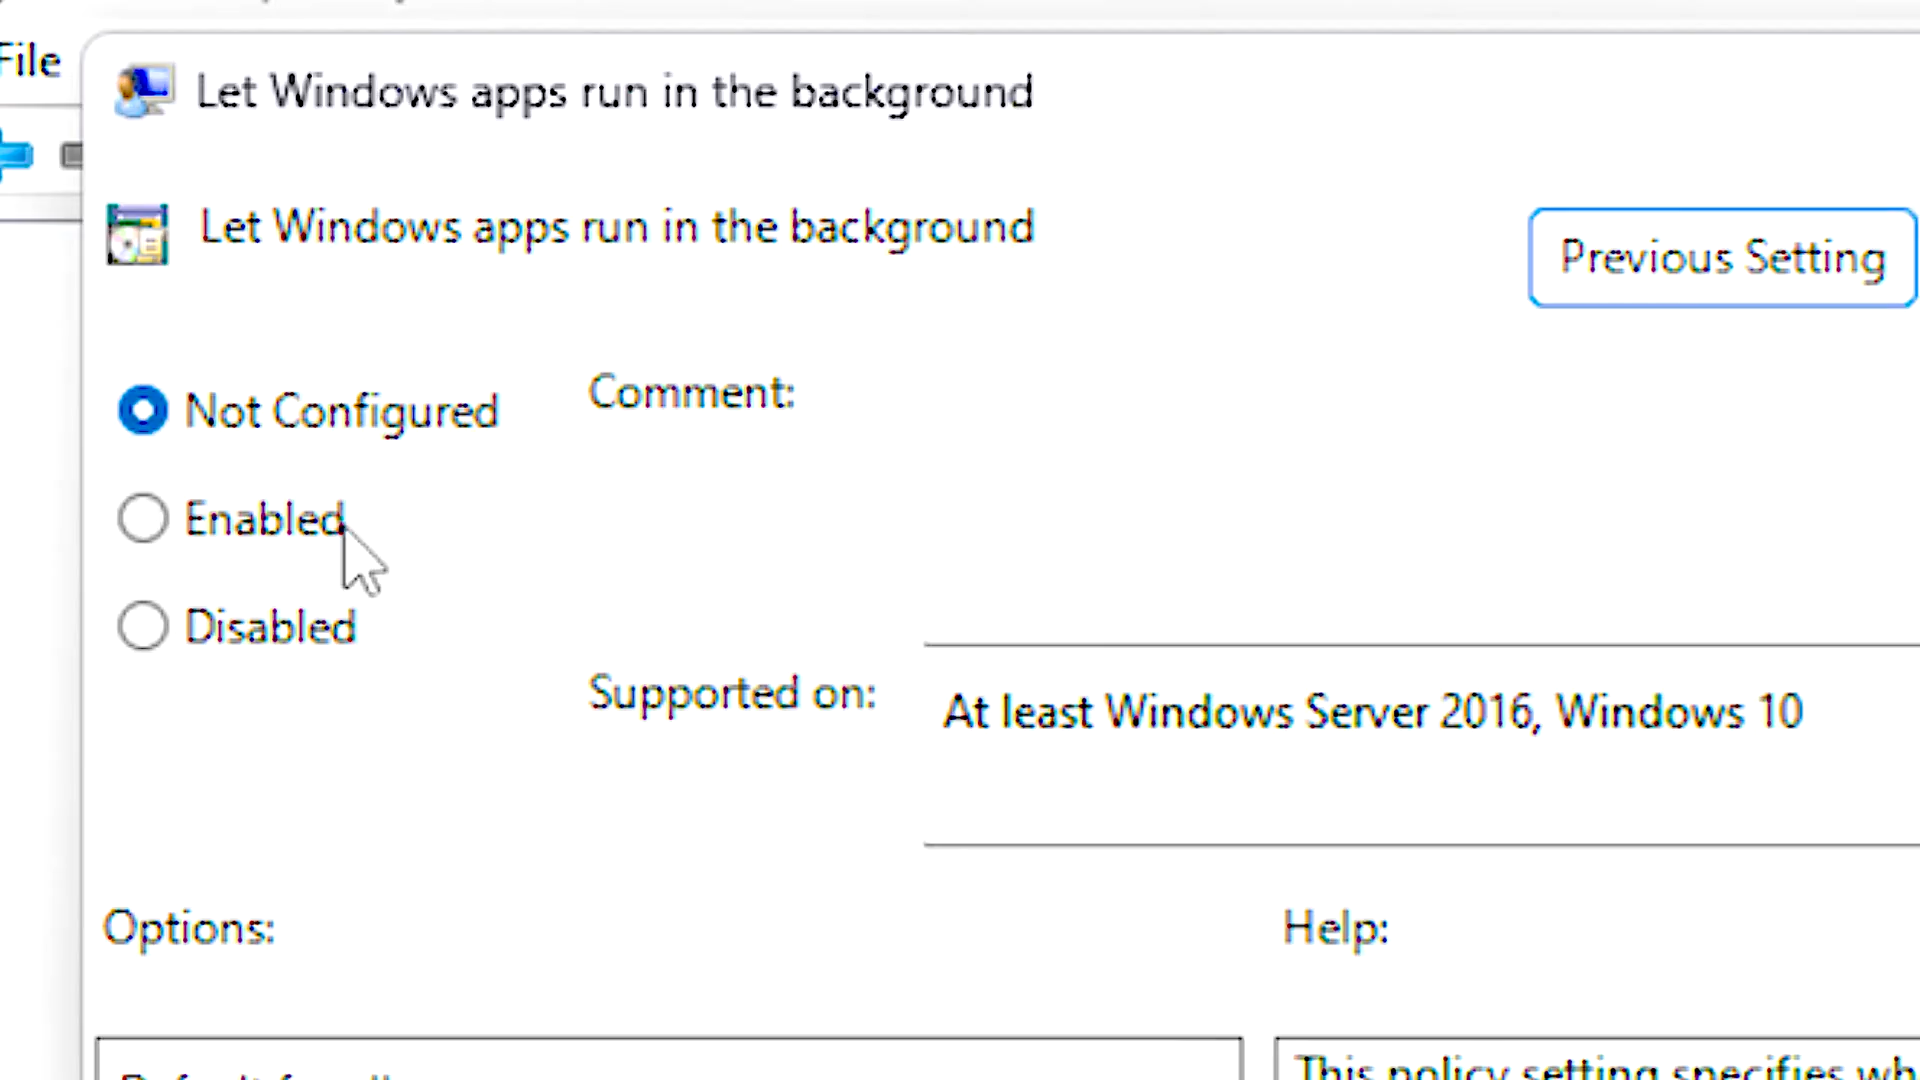 File
Let Windows apps run in the background
Let Windows apps run in the background
Previous Setting
Not Configured
Comment:
Enabled
Disabled
Supported on:
At least Windows Server 2016, Windows 10
Options:
Help:
This policy setting specifies